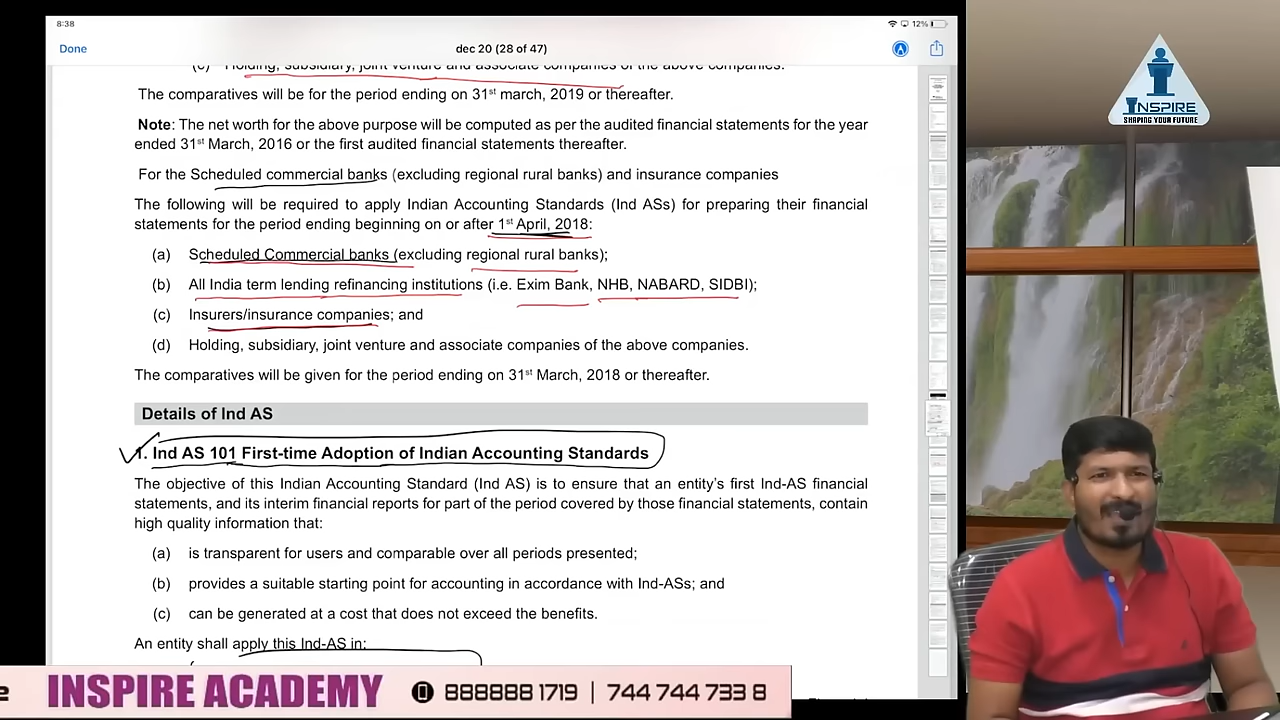 8:38
12%
Done
dec 20 (28 of 47)
INSPIRE
SHAPING YOUR FUTURE
subsidiary, joint venture and associate companies of the above companies.
The comparatives will be for the period ending on 31st March, 2019 or thereafter.
Note: The net worth for the above purpose will be computed as per the audited financial statements for the year
ended 31st March, 2016 or the first audited financial statements thereafter.
For the Scheduled commercial banks (excluding regional rural banks) and insurance companies
The following will be required to apply Indian Accounting Standards (Ind ASs) for preparing their financial
statements for the period ending beginning on or after 1st April, 2018:
(a) Scheduled Commercial banks (excluding regional rural banks);
(b) All India term lending refinancing institutions (i.e. Exim Bank, NHB, NABARD, SIDBI);
(c) Insurers/insurance companies; and
(d) Holding, subsidiary, joint venture and associate companies of the above companies.
The comparatives will be given for the period ending on 31st March, 2018 or thereafter.
Details of Ind AS
1. Ind AS 101 First-time Adoption of Indian Accounting Standards
The objective of this Indian Accounting Standard (Ind AS) is to ensure that an entity's first Ind-AS financial
statements, and its interim financial reports for part of the period covered by those financial statements, contain
high quality information that:
(a) is transparent for users and comparable over all periods presented;
(b) provides a suitable starting point for accounting in accordance with Ind-ASs and
(c) can be generated at a cost that does not exceed the benefits.
An entity shall apply this Ind-AS in:
INSPIRE ACADEMY 888888 1719 | 744 744 733 8